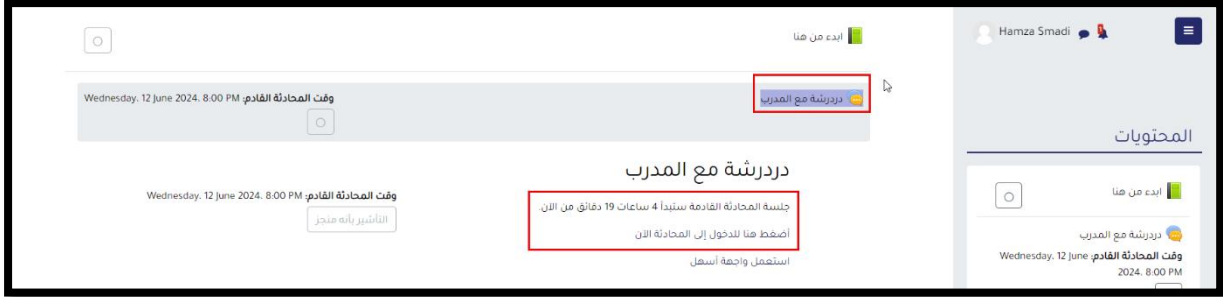 Hamza Smadi
المحتويات
ابدء من هنا
دردرشة مع المدرب
وقت المحادثة القادم: Wednesday. 12 June
2024. 8:00 PM
ابدء من هنا
دردرشة مع المدرب
وقت المحادثة القادم: Wednesday. 12 June 2024. 8:00 PM
دردرشة مع المدرب
جلسة المحادثة القادمة ستبدأ 4 ساعات 19 دقائق من الآن.
أضغط هنا للدخول إلى المحادثة الآن
استعمل واجهة أسهل
وقت المحادثة القادم: Wednesday. 12 June 2024. 8:00 PM
التأشير بأنه منجز